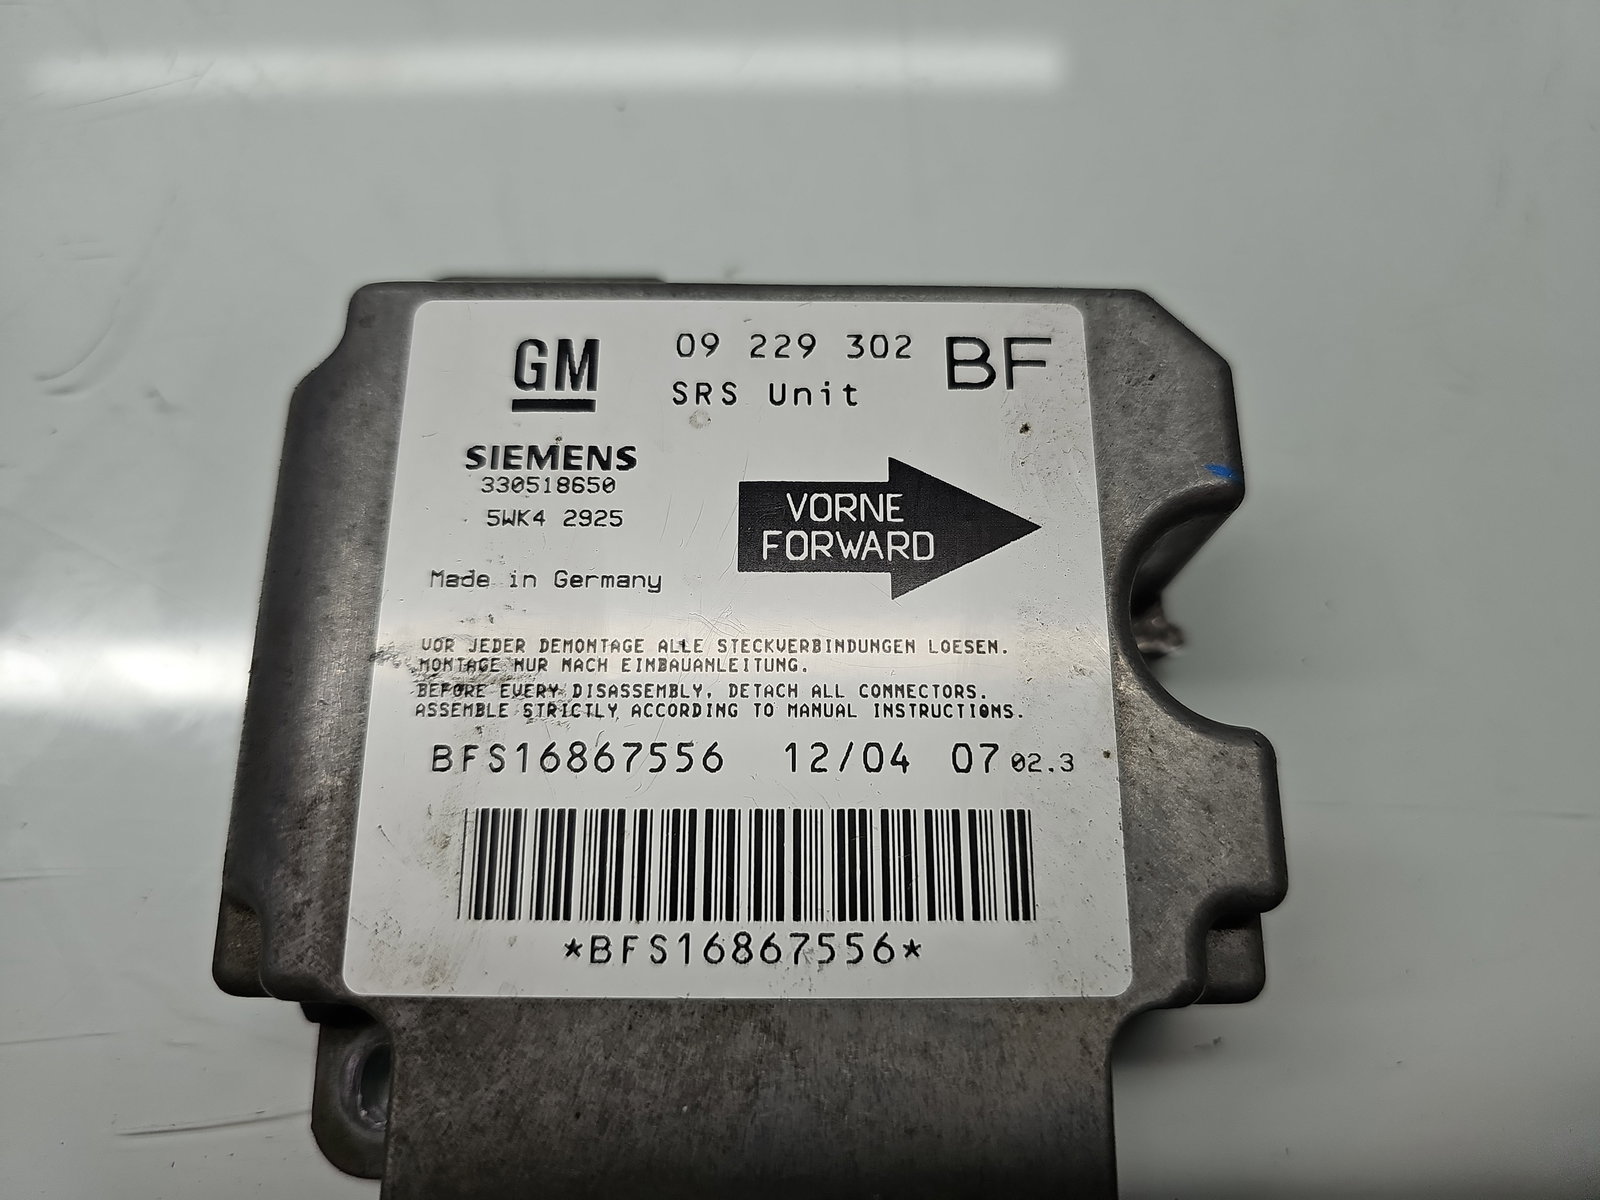 GM
09 229 302 BF
SRS Unit
SIEMENS
330518650
5WK4 2925
VORNE
FORWARD
Made in Germany
VOR JEDER DEMONTAGE ALLE STECKVERBINDUNGEN LOESEN.
MONTAGE NUR NACH EINBAUANLEITUNG.
BEFORE EVERY DISASSEMBLY, DETACH ALL CONNECTORS.
ASSEMBLE STRICTLY ACCORDING TO MANUAL INSTRUCTIONS.
BFS16867556 12/04 07 02.3
*BFS16867556*